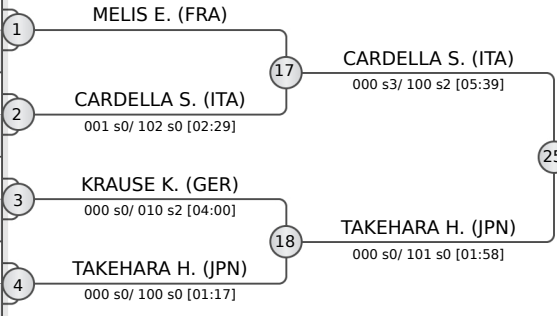 MELIS E. (FRA)
1
17
CARDELLA S. (ITA)
000 s3/ 100 s2 [05:39]
CARDELLA S. (ITA)
2
001 s0/ 102 s0 [02:29]
25
KRAUSE K. (GER)
3
000 s0/ 010 s2 [04:00]
18
TAKEHARA H. (JPN)
000 s0/ 101 s0 [01:58]
TAKEHARA H. (JPN)
4
000 s0/ 100 s0 [01:17]